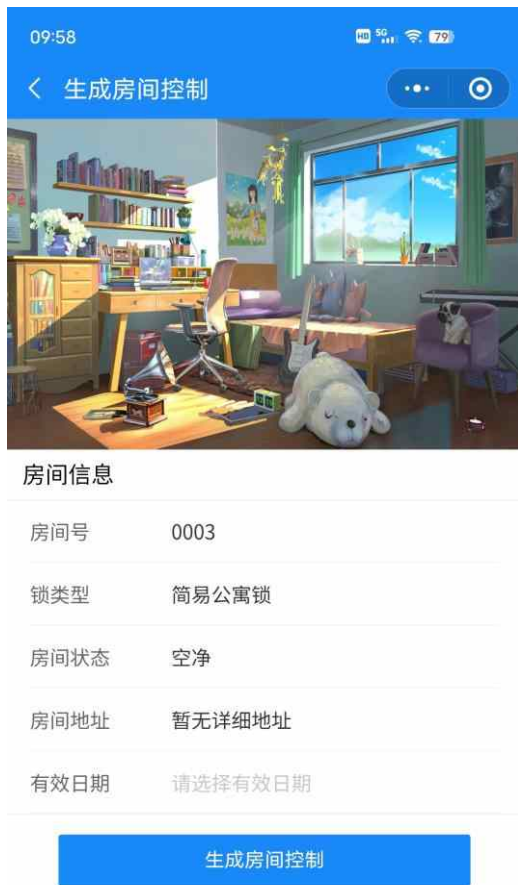 09:58
HD 5G 79
生成房间控制
房间信息
房间号 0003
锁类型 简易公寓锁
房间状态 空净
房间地址 暂无详细地址
有效日期 请选择有效日期
生成房间控制